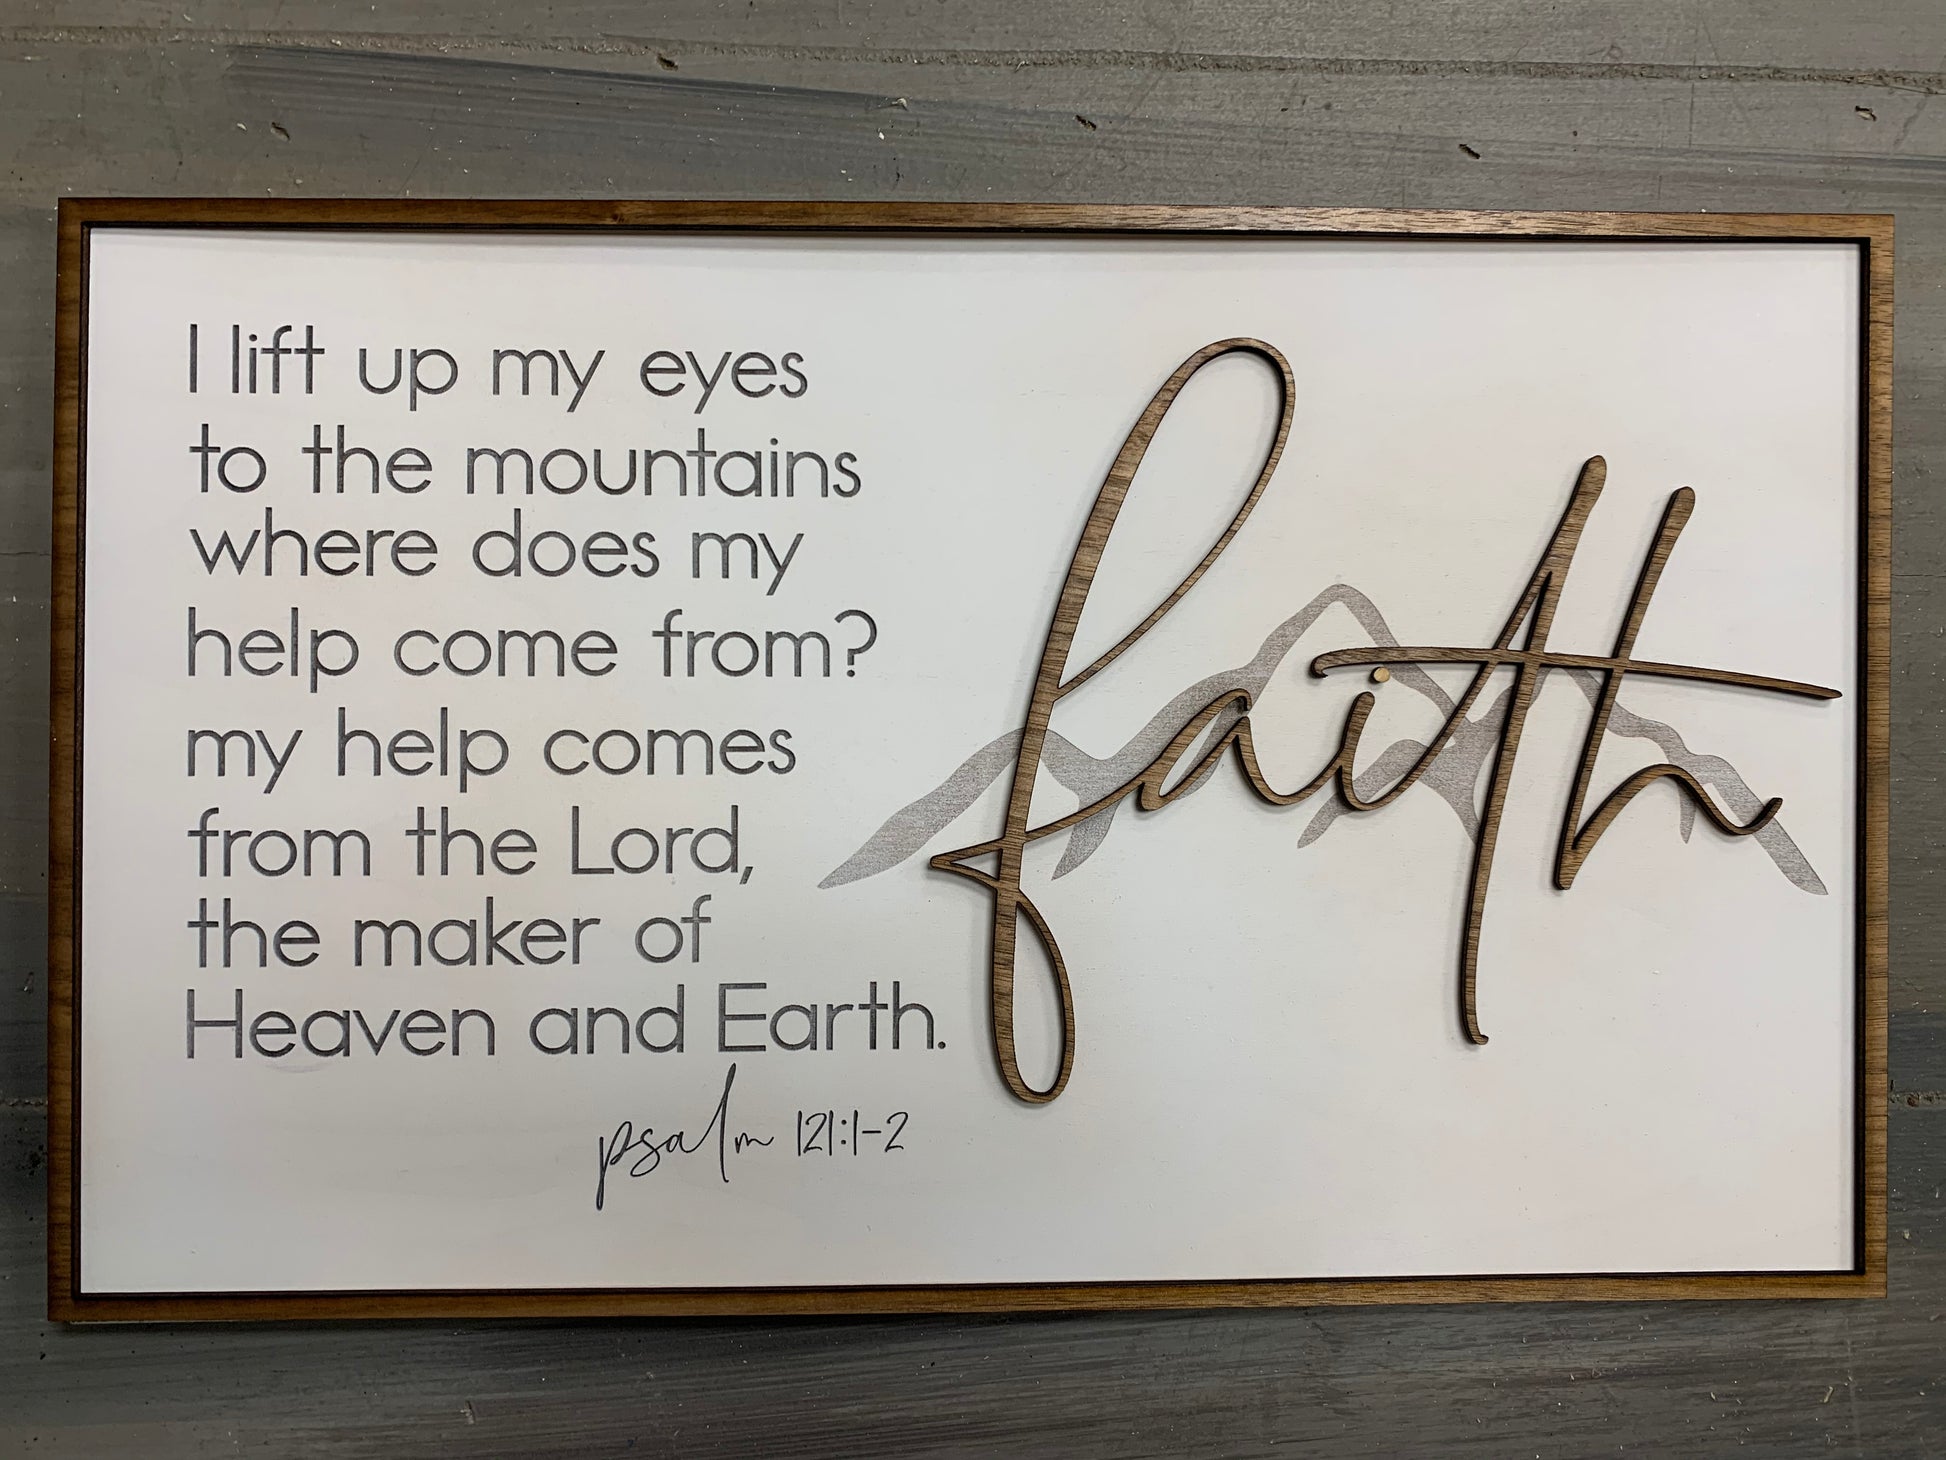 I lift up my eyes
to the mountains
where does my
help come from?
my help comes
from the Lord,
the maker of
Heaven and Earth.
psalm 121:1-2
faith